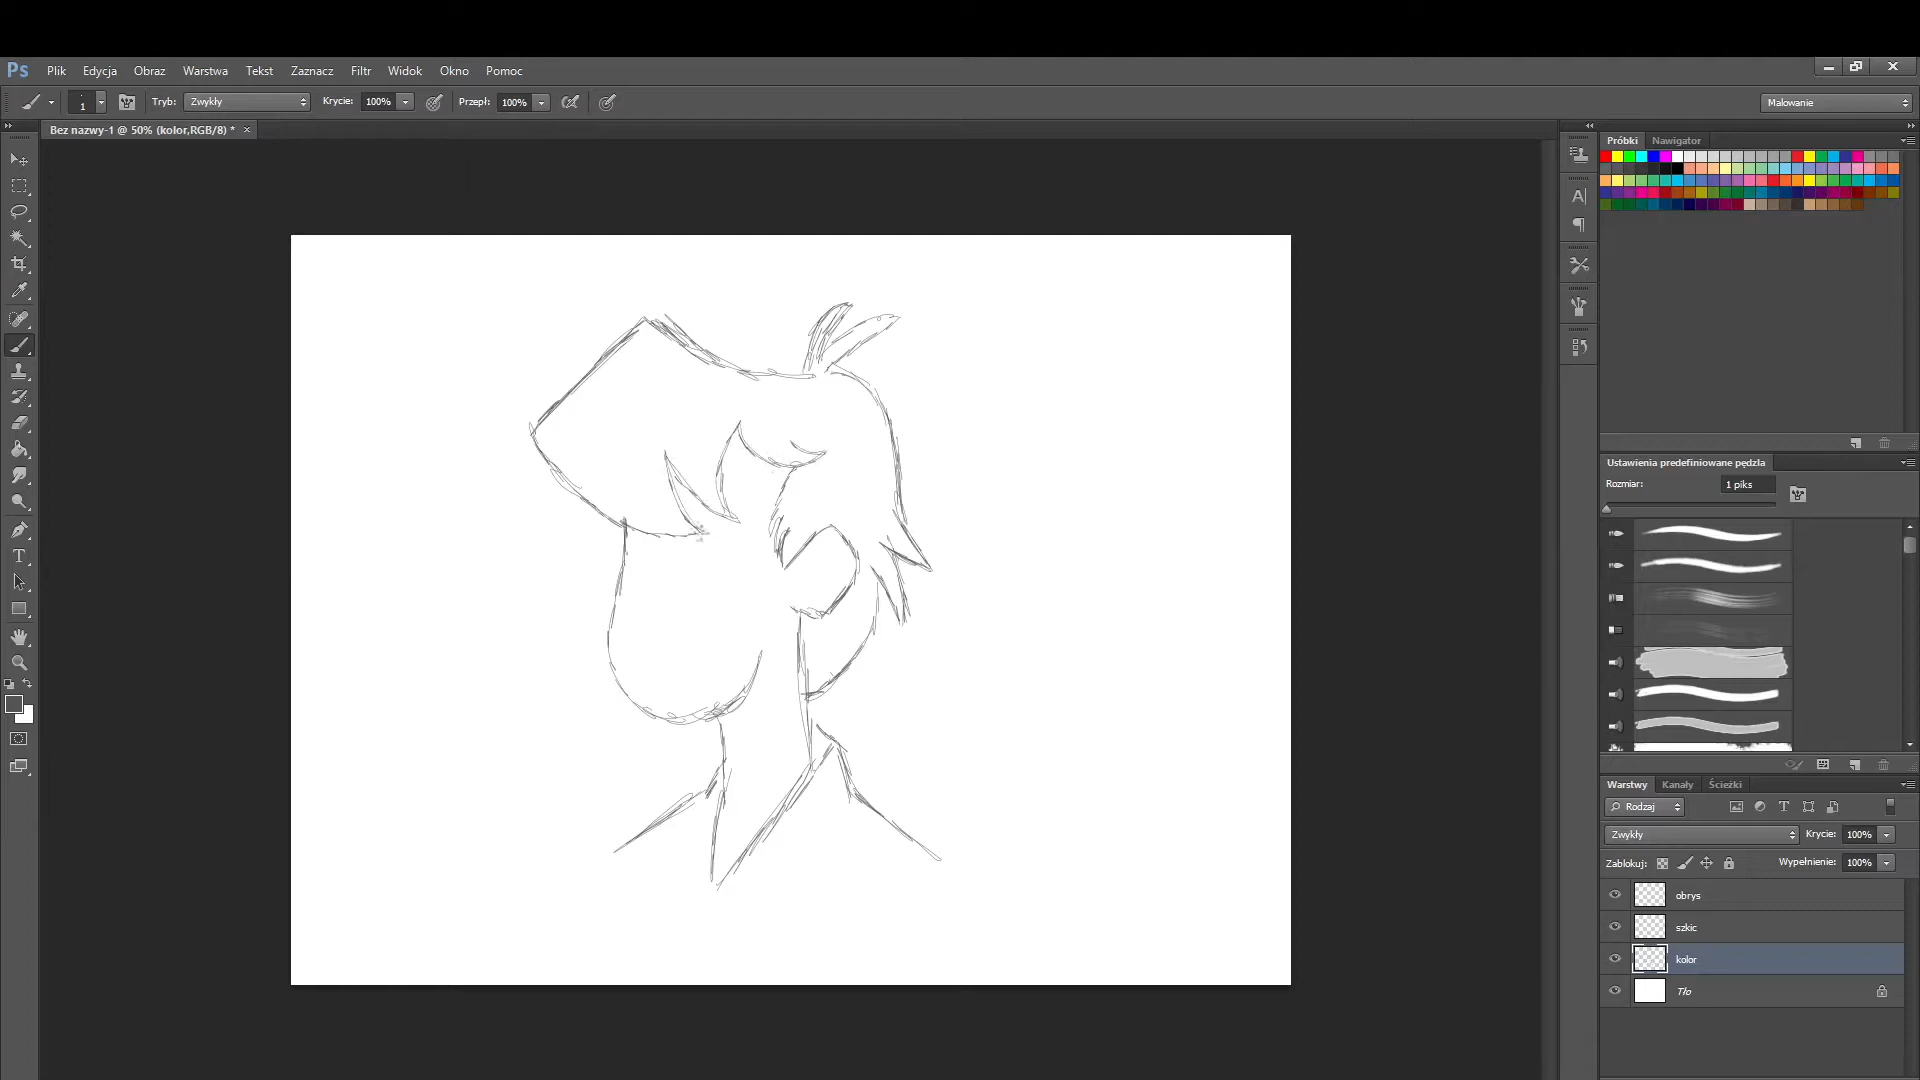 Ps Plik Edycja Obraz Warstwa Tekst Zaznacz Filtr Widok Okno Pomoc
1 Tryb: Zwykły Krycie: 100% Przepł: 100% Malowanie
Bez nazwy-1 @ 50% (kolor,RGB/8) * ×
Próbki Nawigator
Ustawienia predefiniowane pędzla
Rozmiar: 1 piks
Warstwy Kanały Ścieżki
Rodzaj
Zwykły Krycie: 100%
Zablokuj: Wypełnienie: 100%
obrys
szkic
kolor
Tło